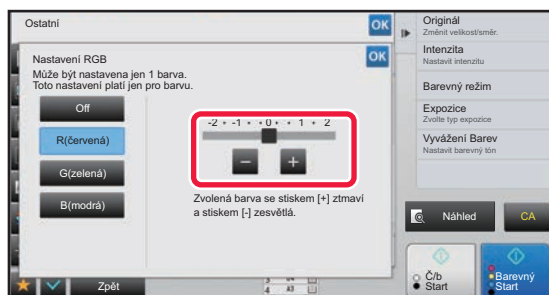 Ostatní
OK
Nastavení RGB
OK
Může být nastavena jen 1 barva.
Toto nastavení platí jen pro barvu.
Off
R(červená)
G(zelená)
B(modrá)
-2 • -1 • • 0 • • 1 • 2
− +
Zvolená barva se stiskem [+] ztmaví
a stiskem [-] zesvětlá.
Zpět
4 A3
Originál
Změnit velikost/směr.
Intenzita
Nastavit intenzitu
Barevný režim
Expozice
Zvolte typ expozice
Vyvážení Barev
Nastavit barevný tón
Náhled
CA
Č/b
Start
Barevný
Start